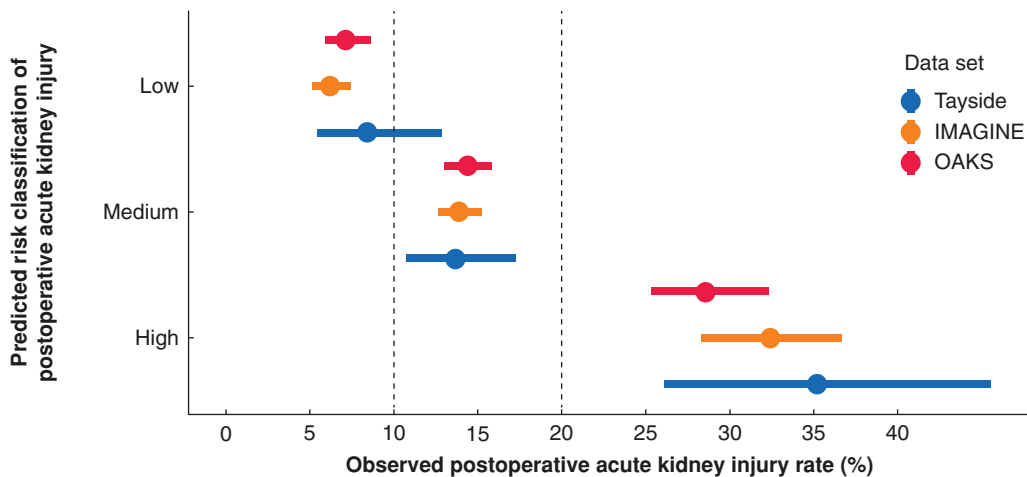 Predicted risk classification of
postoperative acute kidney injury
Low
Medium
High
Data set
Tayside
IMAGINE
OAKS
0 5 10 15 20 25 30 35 40
Observed postoperative acute kidney injury rate (%)